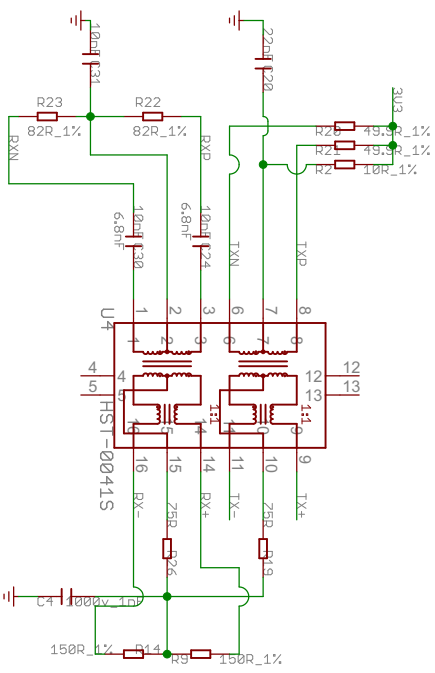 10nF
C31
22nF
C20
3V3
R23
R22
82R_1%
82R_1%
R20
49.9R_1%
R21
49.9R_1%
R2
10R_1%
RXN
RXP
10nF
C30
6.8nF
10nF
C24
6.8nF
TXN
TXP
1
2
3
6
7
8
U4
1
2
3
6
7
8
4
5
4
5
12
13
12
13
1:1
1:1
HST-0041S
16
15
14
11
10
9
16
15
14
11
10
9
RX-
75R
R26
RX+
TX-
75R
R19
TX+
C4
1000v_1nF
150R_1%
R14
R9
150R_1%